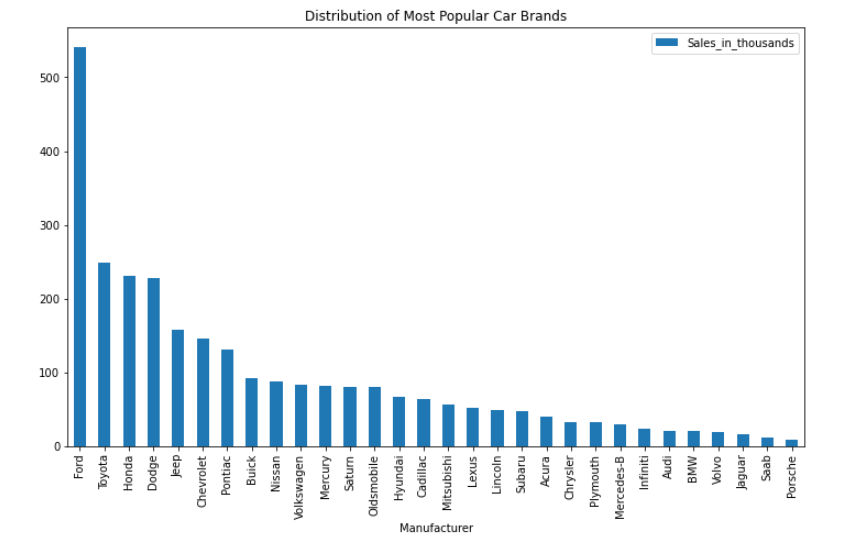 Distribution of Most Popular Car Brands
Sales_in_thousands
500
400
300
200
100
0
Ford
Toyota
Honda
Dodge
Jeep
Chevrolet
Pontiac
Buick
Nissan
Volkswagen
Mercury
Saturn
Oldsmobile
Hyundai
Cadillac
Mitsubishi
Lexus
Lincoln
Subaru
Acura
Chrysler
Plymouth
Mercedes-B
Infiniti
Audi
BMW
Volvo
Jaguar
Saab
Porsche
Manufacturer